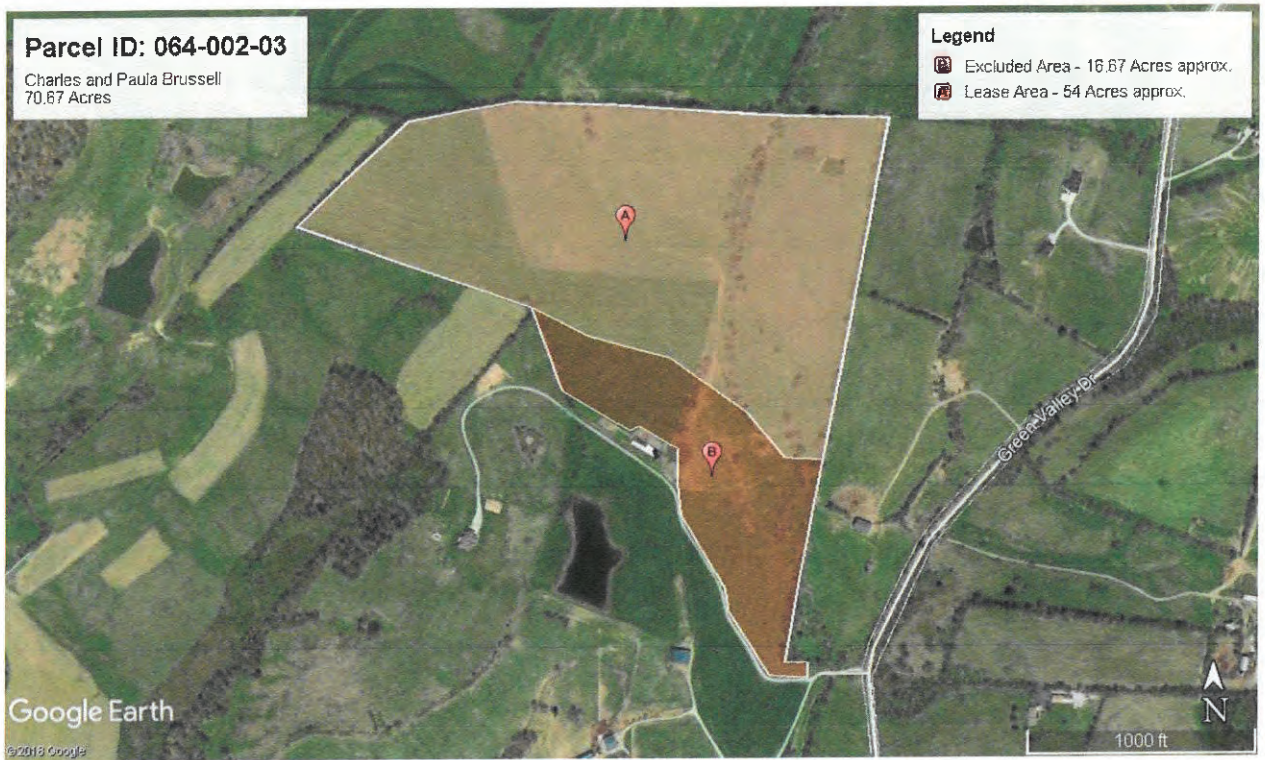 Parcel ID: 064-002-03
Charles and Paula Brussell
70.67 Acres
Legend
B Excluded Area - 16.67 Acres approx.
A Lease Area - 54 Acres approx.
A
B
Green Valley Dr
Google Earth
©2018 Google
N
1000 ft